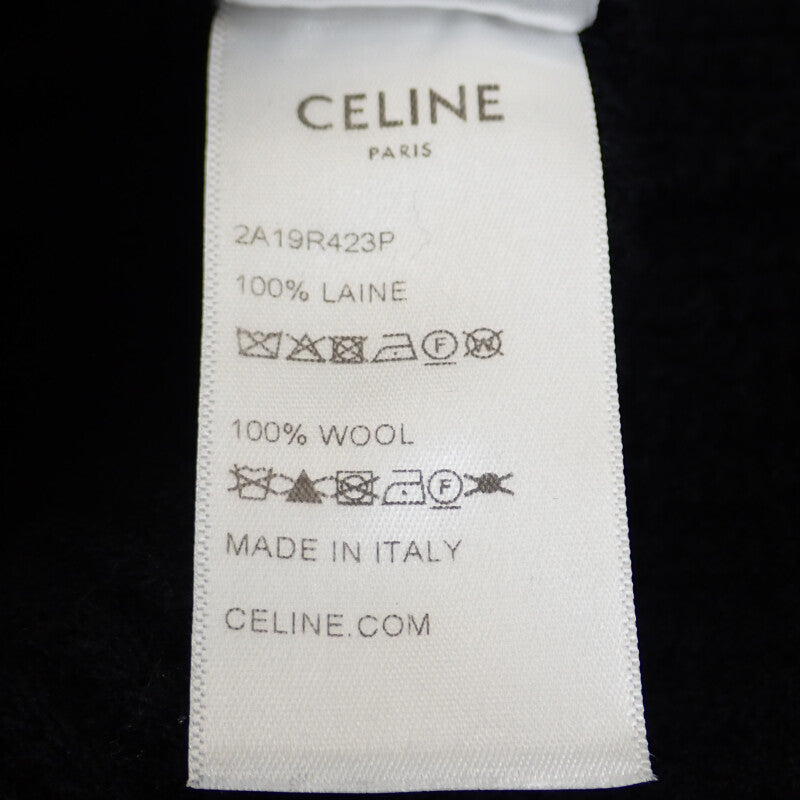 CELINE
PARIS
2A19R423P
100% LAINE
F W
100% WOOL
F
MADE IN ITALY
CELINE.COM